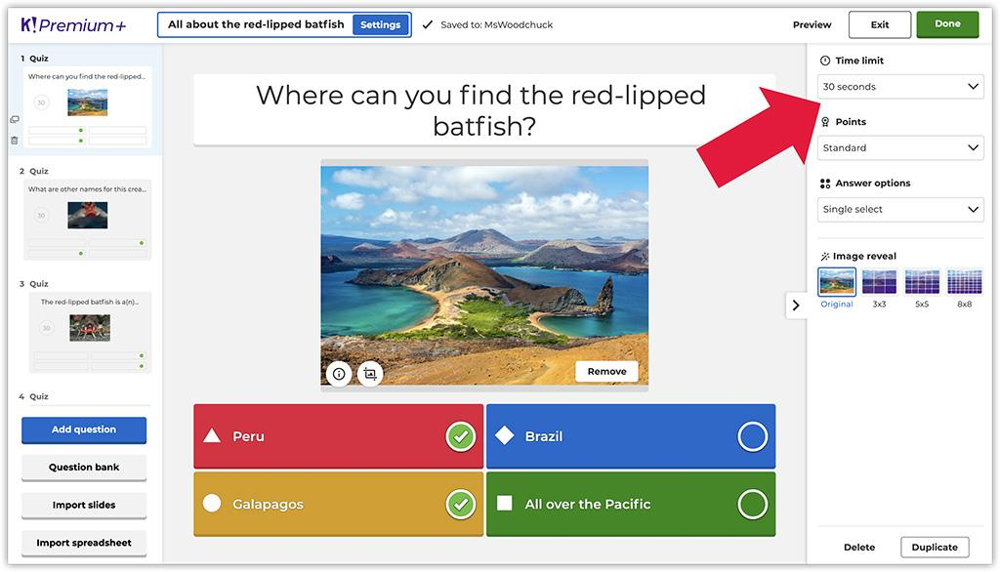 K!Premium+
All about the red-lipped batfish
Settings
Saved to: MsWoodchuck
Preview
Exit
Done
1 Quiz
Where can you find the red-lipped...
30
2 Quiz
What are other names for this crea...
30
3 Quiz
The red-lipped batfish is a(n)...
30
4 Quiz
Add question
Question bank
Import slides
Import spreadsheet
Where can you find the red-lipped
batfish?
Remove
Peru
Brazil
Galapagos
All over the Pacific
Time limit
30 seconds
Points
Standard
Answer options
Single select
Image reveal
Original
3x3
5x5
8x8
Delete
Duplicate